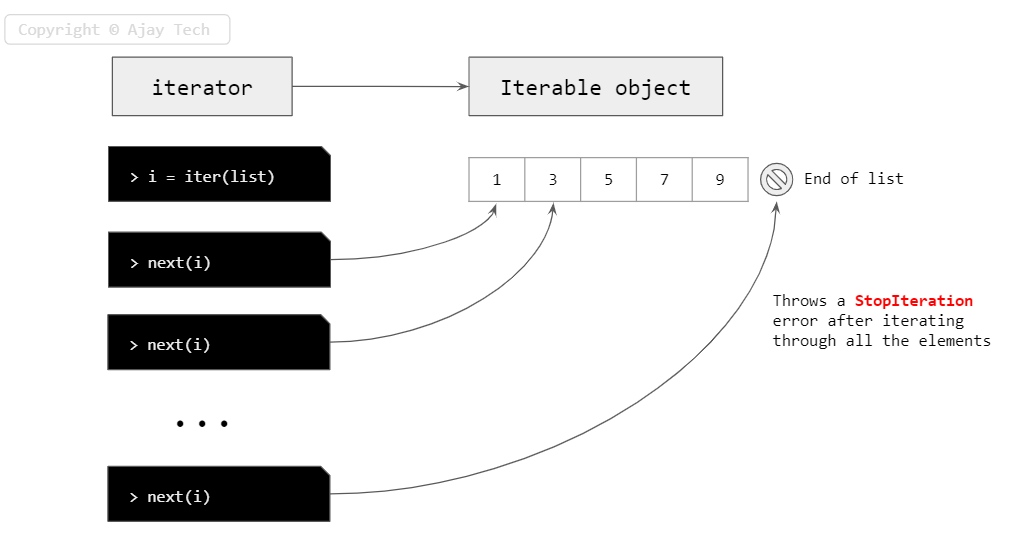 Copyright © Ajay Tech
iterator
Iterable object
> i = iter(list)
1 3 5 7 9
End of list
> next(i)
> next(i)
Throws a StopIteration
error after iterating
through all the elements
...
> next(i)